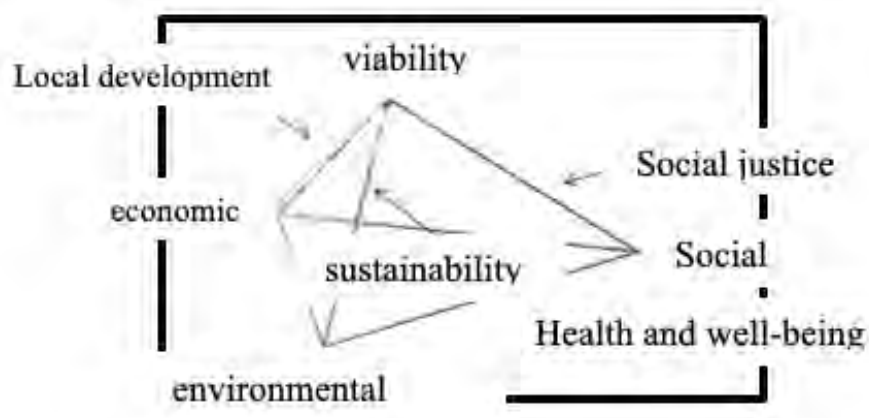 viability
Local development
Social justice
economic
Social
sustainability
Health and well-being
environmental